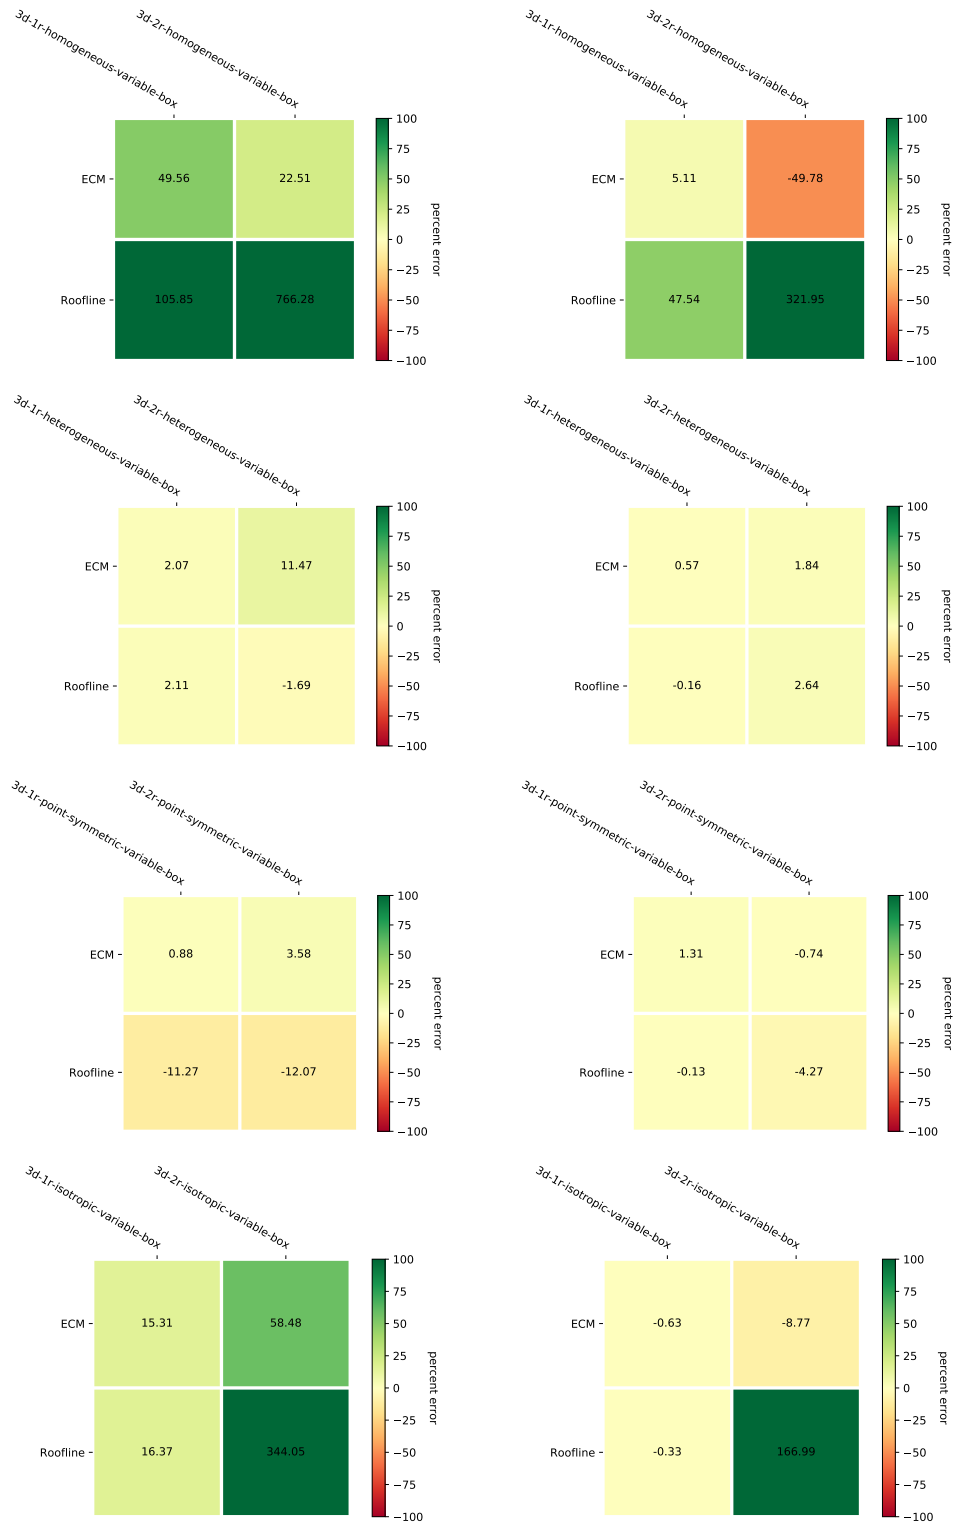 3d-1r-homogeneous-variable-box
3d-2r-homogeneous-variable-box
ECM
49.56
22.51
Roofline
105.85
766.28
100
75
50
25
0
−25
−50
−75
−100
percent error
3d-1r-homogeneous-variable-box
3d-2r-homogeneous-variable-box
ECM
5.11
-49.78
Roofline
47.54
321.95
100
75
50
25
0
−25
−50
−75
−100
percent error
3d-1r-heterogeneous-variable-box
3d-2r-heterogeneous-variable-box
ECM
2.07
11.47
Roofline
2.11
-1.69
100
75
50
25
0
−25
−50
−75
−100
percent error
3d-1r-heterogeneous-variable-box
3d-2r-heterogeneous-variable-box
ECM
0.57
1.84
Roofline
-0.16
2.64
100
75
50
25
0
−25
−50
−75
−100
percent error
3d-1r-point-symmetric-variable-box
3d-2r-point-symmetric-variable-box
ECM
0.88
3.58
Roofline
-11.27
-12.07
100
75
50
25
0
−25
−50
−75
−100
percent error
3d-1r-point-symmetric-variable-box
3d-2r-point-symmetric-variable-box
ECM
1.31
-0.74
Roofline
-0.13
-4.27
100
75
50
25
0
−25
−50
−75
−100
percent error
3d-1r-isotropic-variable-box
3d-2r-isotropic-variable-box
ECM
15.31
58.48
Roofline
16.37
344.05
100
75
50
25
0
−25
−50
−75
−100
percent error
3d-1r-isotropic-variable-box
3d-2r-isotropic-variable-box
ECM
-0.63
-8.77
Roofline
-0.33
166.99
100
75
50
25
0
−25
−50
−75
−100
percent error